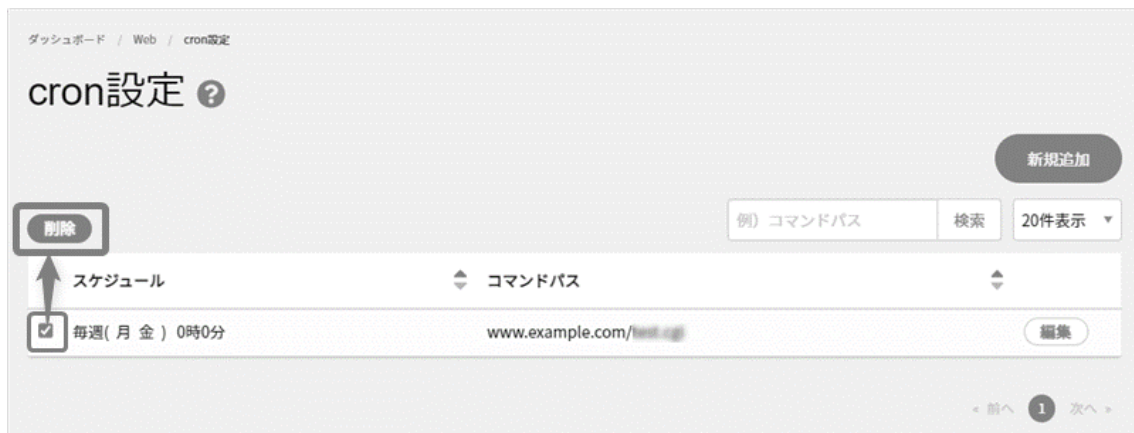 ダッシュボード / Web / cron設定
cron設定 ?
新規追加
削除
例）コマンドパス 検索 20件表示
スケジュール コマンドパス
毎週( 月 金 ) 0時0分 www.example.com/ 編集
« 前へ 1 次へ »